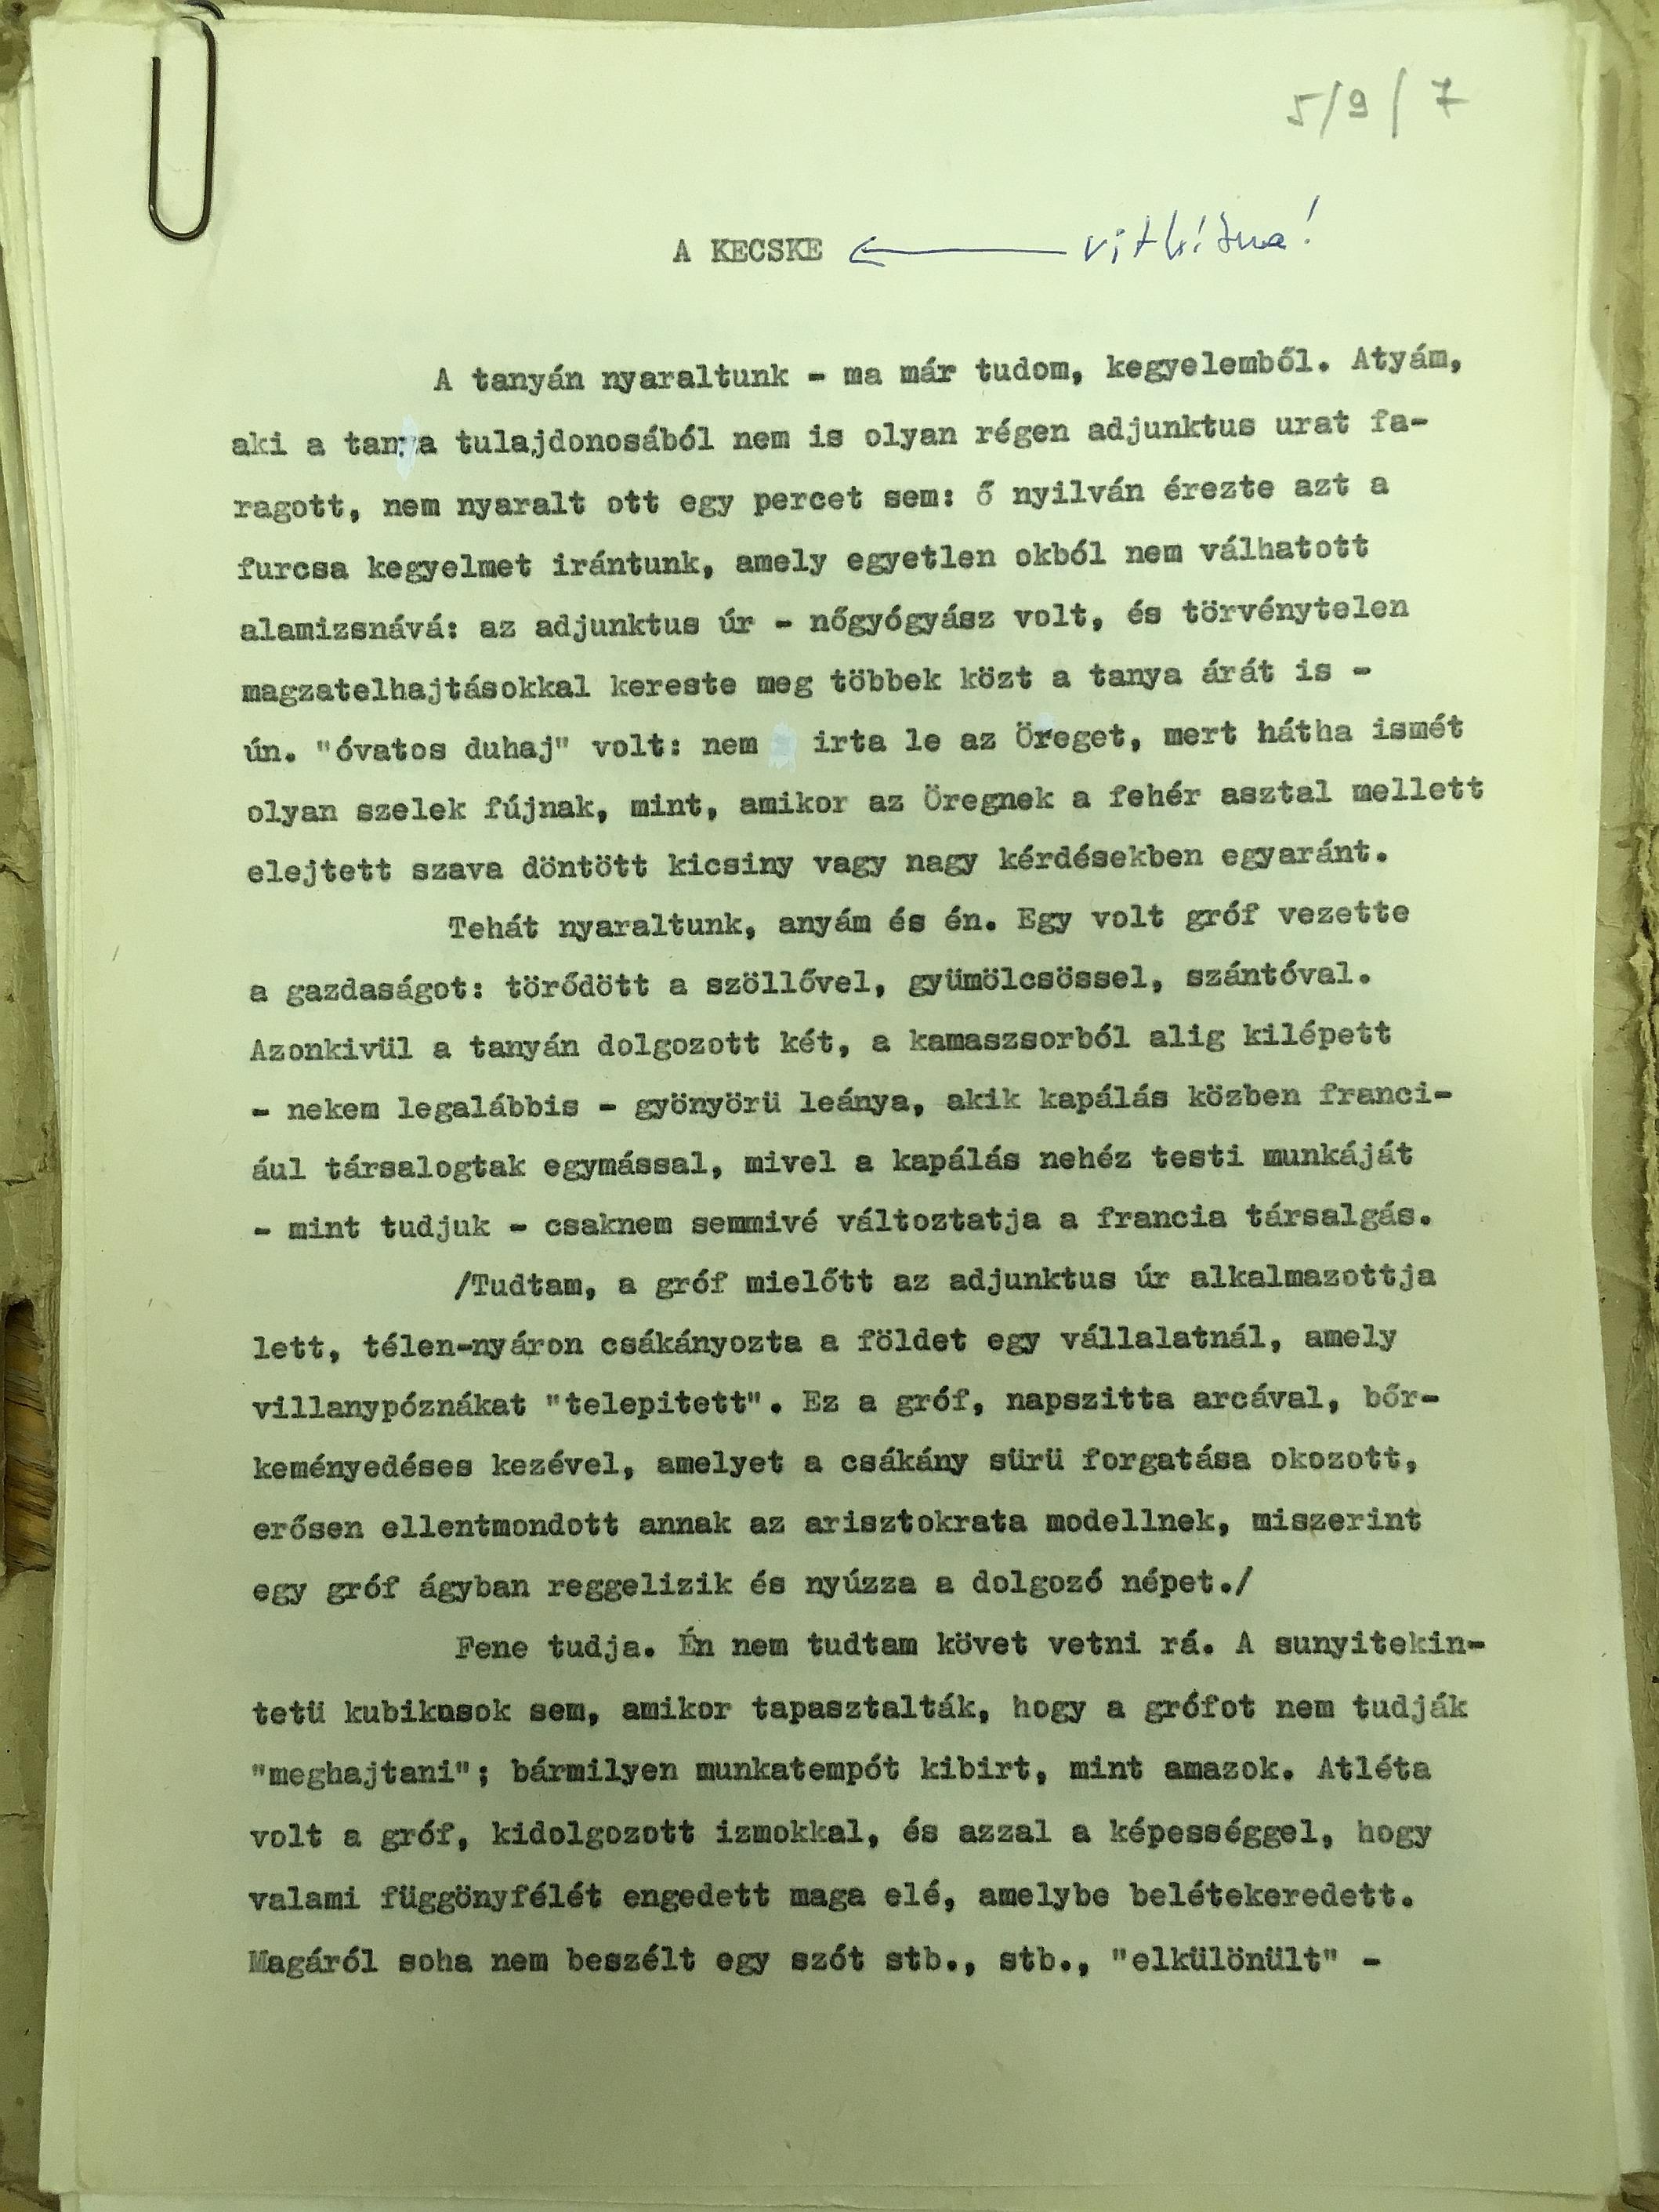 5/9/7
A KECSKE
A tanyán nyaraltunk - ma már tudom, kegyelemből. Atyám,
aki a tanya tulajdonosából nem is olyan régen adjunktus urat fa-
ragott, nem nyaralt ott egy percet sem: ő nyilván érezte azt a
furcsa kegyelmet irántunk, amely egyetlen okból nem válhatott
alamizsnává: az adjunktus úr - nőgyógyász volt, és törvénytelen
magzatelhajtásokkal kereste meg többek közt a tanya árát is -
ún. "óvatos duhaj" volt: nem irta le az Öreget, mert hátha ismét
olyan szelek fújnak, mint, amikor az Öregnek a fehér asztal mellett
elejtett szava döntött kicsiny vagy nagy kérdésekben egyaránt.
Tehát nyaraltunk, anyám és én. Egy volt gróf vezette
a gazdaságot: törődött a szöllővel, gyümölcsössel, szántóval.
Azonkivül a tanyán dolgozott két, a kamaszsorból alig kilépett
- nekem legalábbis - gyönyörü leánya, akik kapálás közben franci-
ául társalogtak egymással, mivel a kapálás nehéz testi munkáját
- mint tudjuk - csaknem semmivé változtatja a francia társalgás.
/Tudtam, a gróf mielőtt az adjunktus úr alkalmazottja
lett, télen-nyáron csákányozta a földet egy vállalatnál, amely
villanypóznákat "telepitett". Ez a gróf, napszitta arcával, bőr-
keményedéses kezével, amelyet a csákány sürü forgatása okozott,
erősen ellentmondott annak az arisztokrata modellnek, miszerint
egy gróf ágyban reggelizik és nyúzza a dolgozó népet./
Fene tudja. Én nem tudtam követ vetni rá. A sunyitekin-
tetü kubikusok sem, amikor tapasztalták, hogy a grófot nem tudják
"meghajtani"; bármilyen munkatempót kibirt, mint amazok. Atléta
volt a gróf, kidolgozott izmokkal, és azzal a képességgel, hogy
valami függönyfélét engedett maga elé, amelybe belétekeredett.
Magáról soha nem beszélt egy szót stb., stb., "elkülönült" -